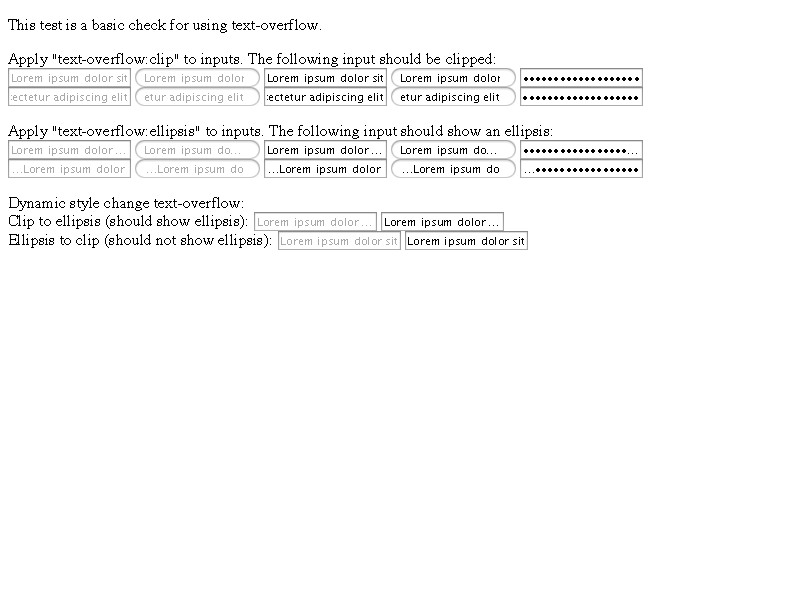 This test is a basic check for using text-overflow.
Apply "text-overflow:clip" to inputs. The following input should be clipped:
Lorem ipsum dolor sit Lorem ipsum dolor Lorem ipsum dolor sit Lorem ipsum dolor •••••••••••••••••••
ectetur adipiscing elit etur adipiscing elit ectetur adipiscing elit etur adipiscing elit •••••••••••••••••••
Apply "text-overflow:ellipsis" to inputs. The following input should show an ellipsis:
Lorem ipsum dolor... Lorem ipsum do... Lorem ipsum dolor... Lorem ipsum do... •••••••••••••••••...
...Lorem ipsum dolor ...Lorem ipsum do ...Lorem ipsum dolor ...Lorem ipsum do ...•••••••••••••••••
Dynamic style change text-overflow:
Clip to ellipsis (should show ellipsis): Lorem ipsum dolor... Lorem ipsum dolor...
Ellipsis to clip (should not show ellipsis): Lorem ipsum dolor sit Lorem ipsum dolor sit